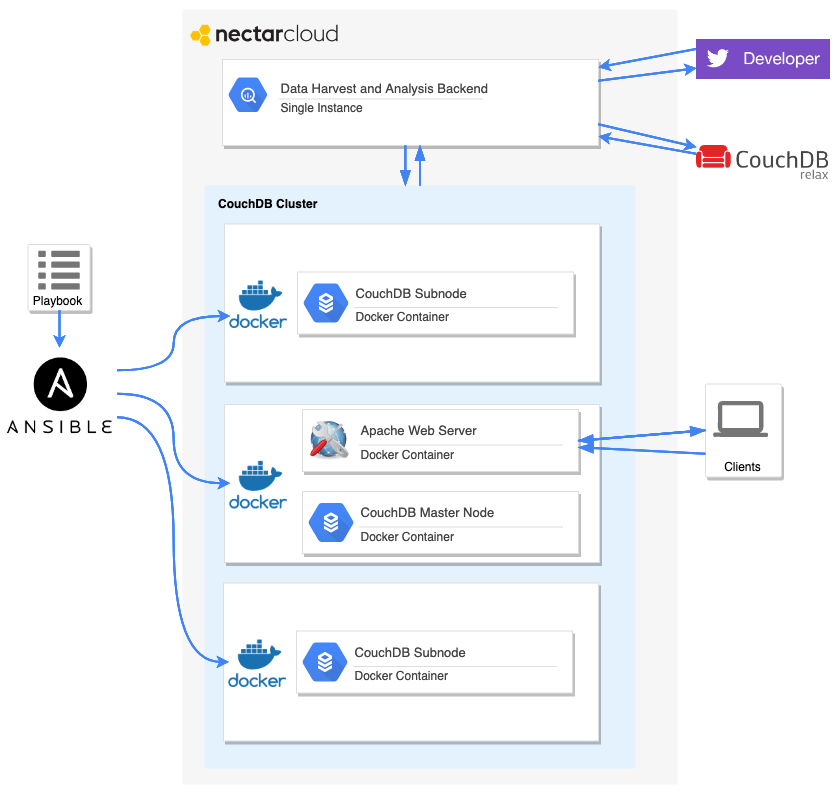 nectarcloud
Data Harvest and Analysis Backend
Single Instance
Developer
CouchDB
relax
CouchDB Cluster
CouchDB Subnode
Docker Container
docker
Playbook
ANSIBLE
Apache Web Server
Docker Container
docker
CouchDB Master Node
Docker Container
Clients
CouchDB Subnode
Docker Container
docker